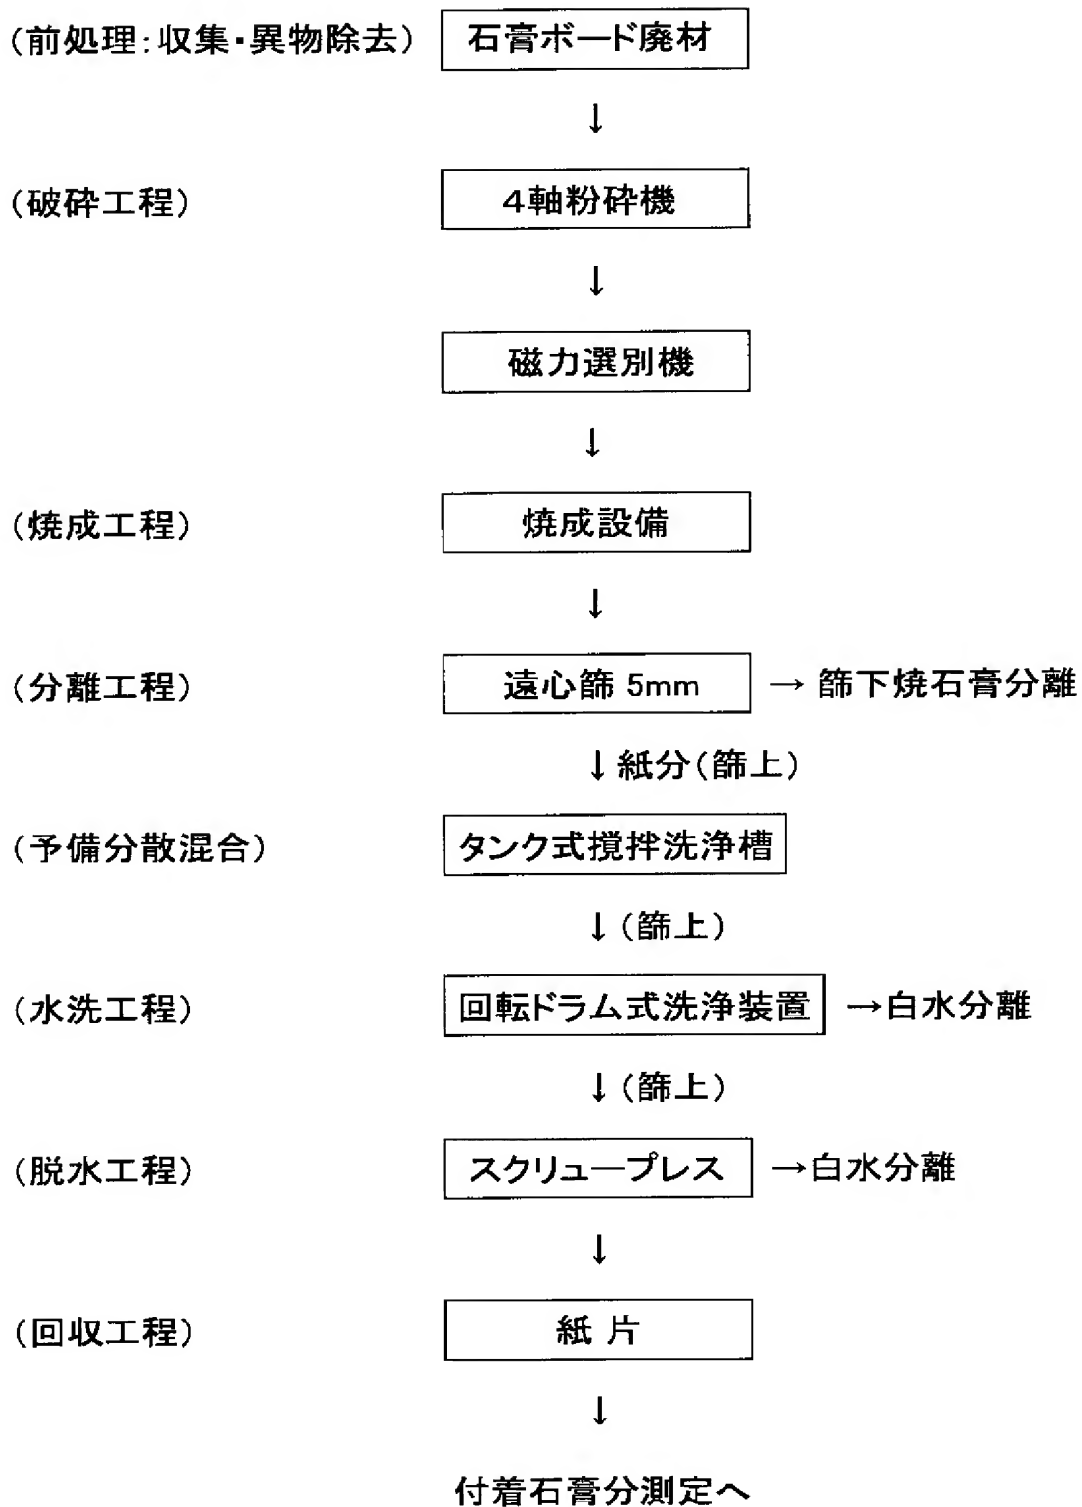 (前処理:収集・異物除去) 石膏ボード廃材
↓
(破砕工程) 4軸粉砕機
↓
磁力選別機
↓
(焼成工程) 焼成設備
↓
(分離工程) 遠心篩 5mm → 篩下焼石膏分離
↓紙分(篩上)
(予備分散混合) タンク式撹拌洗浄槽
↓(篩上)
(水洗工程) 回転ドラム式洗浄装置 →白水分離
↓(篩上)
(脱水工程) スクリュープレス →白水分離
↓
(回収工程) 紙 片
↓
付着石膏分測定へ